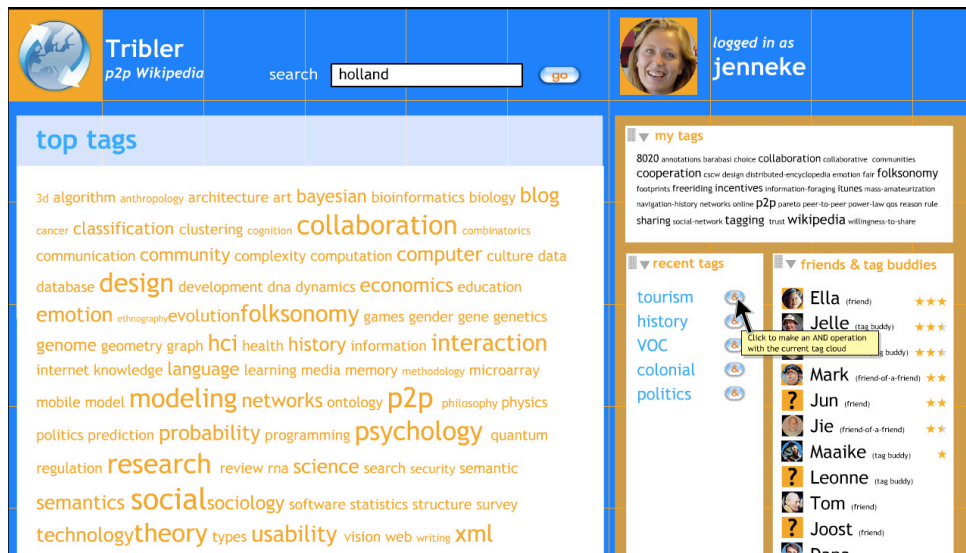 Tribler
p2p Wikipedia
search holland go
logged in as
jenneke
top tags
3d algorithm anthropology architecture art bayesian bioinformatics biology blog
cancer classification clustering cognition collaboration combinatorics
communication community complexity computation computer culture data
database design development dna dynamics economics education
emotion ethnography evolution folksonomy games gender gene genetics
genome geometry graph hci health history information interaction
internet knowledge language learning media memory methodology microarray
mobile model modeling networks ontology p2p philosophy physics
politics prediction probability programming psychology quantum
regulation research review rna science search security semantic
semantics social sociology software statistics structure survey
technology theory types usability vision web writing xml
my tags
8020 annotations barabasi choice collaboration collaborative communities
cooperation cscw design distributed-encyclopedia emotion fair folksonomy
footprints freeriding incentives information-foraging itunes mass-amateurization
navigation-history networks online p2p pareto peer-to-peer power-law qos reason rule
sharing social-network tagging trust wikipedia willingness-to-share
recent tags
tourism &
history
VOC
colonial &
politics &
Click to make an AND operation
with the current tag cloud
friends & tag buddies
Ella (friend)
Jelle (tag buddy)
buddy)
Mark (friend-of-a-friend)
? Jun (friend)
Jie (friend-of-a-friend)
Maaike (tag buddy)
? Leonne (tag buddy)
Tom (friend)
? Joost (friend)